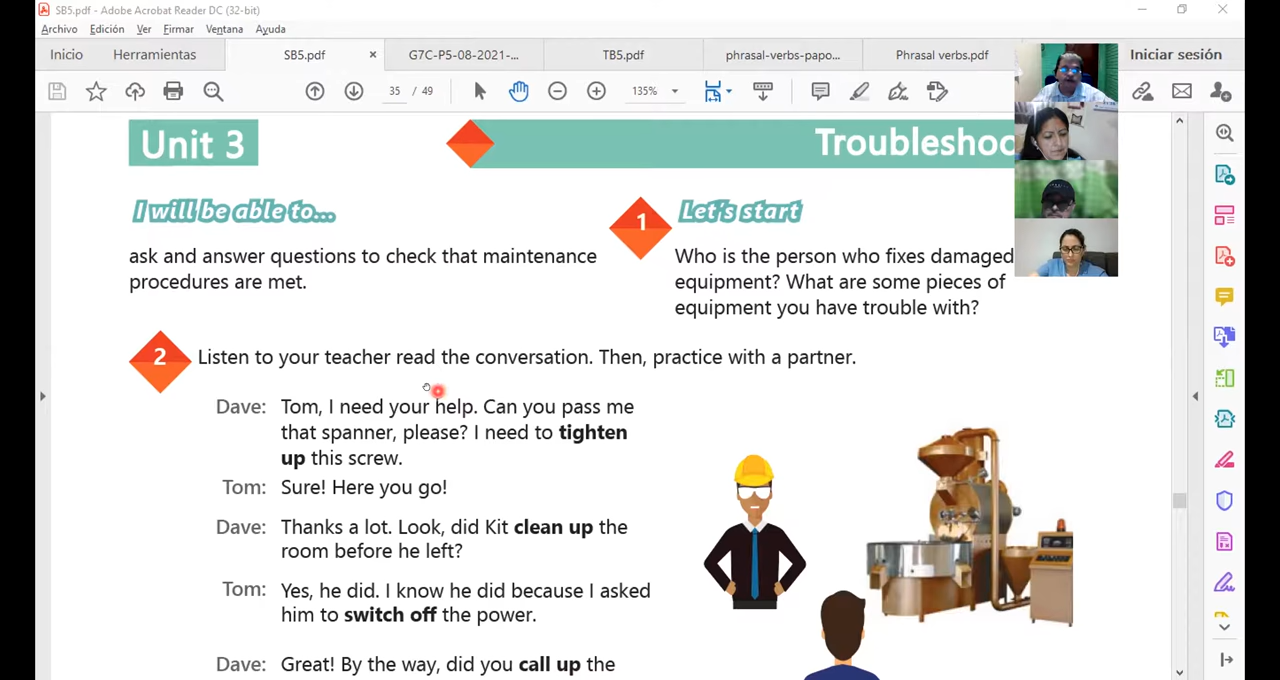 SB5.pdf - Adobe Acrobat Reader DC (32-bit)
Archivo Edición Ver Firmar Ventana Ayuda
Inicio Herramientas SB5.pdf × G7C-P5-08-2021-... TB5.pdf phrasal-verbs-papo... Phrasal verbs.pdf Iniciar sesión
35 / 49 135%
Unit 3 Troubleshoo
I will be able to...
ask and answer questions to check that maintenance
procedures are met.
1 Let's start
Who is the person who fixes damaged
equipment? What are some pieces of
equipment you have trouble with?
2 Listen to your teacher read the conversation. Then, practice with a partner.
Dave: Tom, I need your help. Can you pass me
that spanner, please? I need to tighten
up this screw.
Tom: Sure! Here you go!
Dave: Thanks a lot. Look, did Kit clean up the
room before he left?
Tom: Yes, he did. I know he did because I asked
him to switch off the power.
Dave: Great! By the way, did you call up the